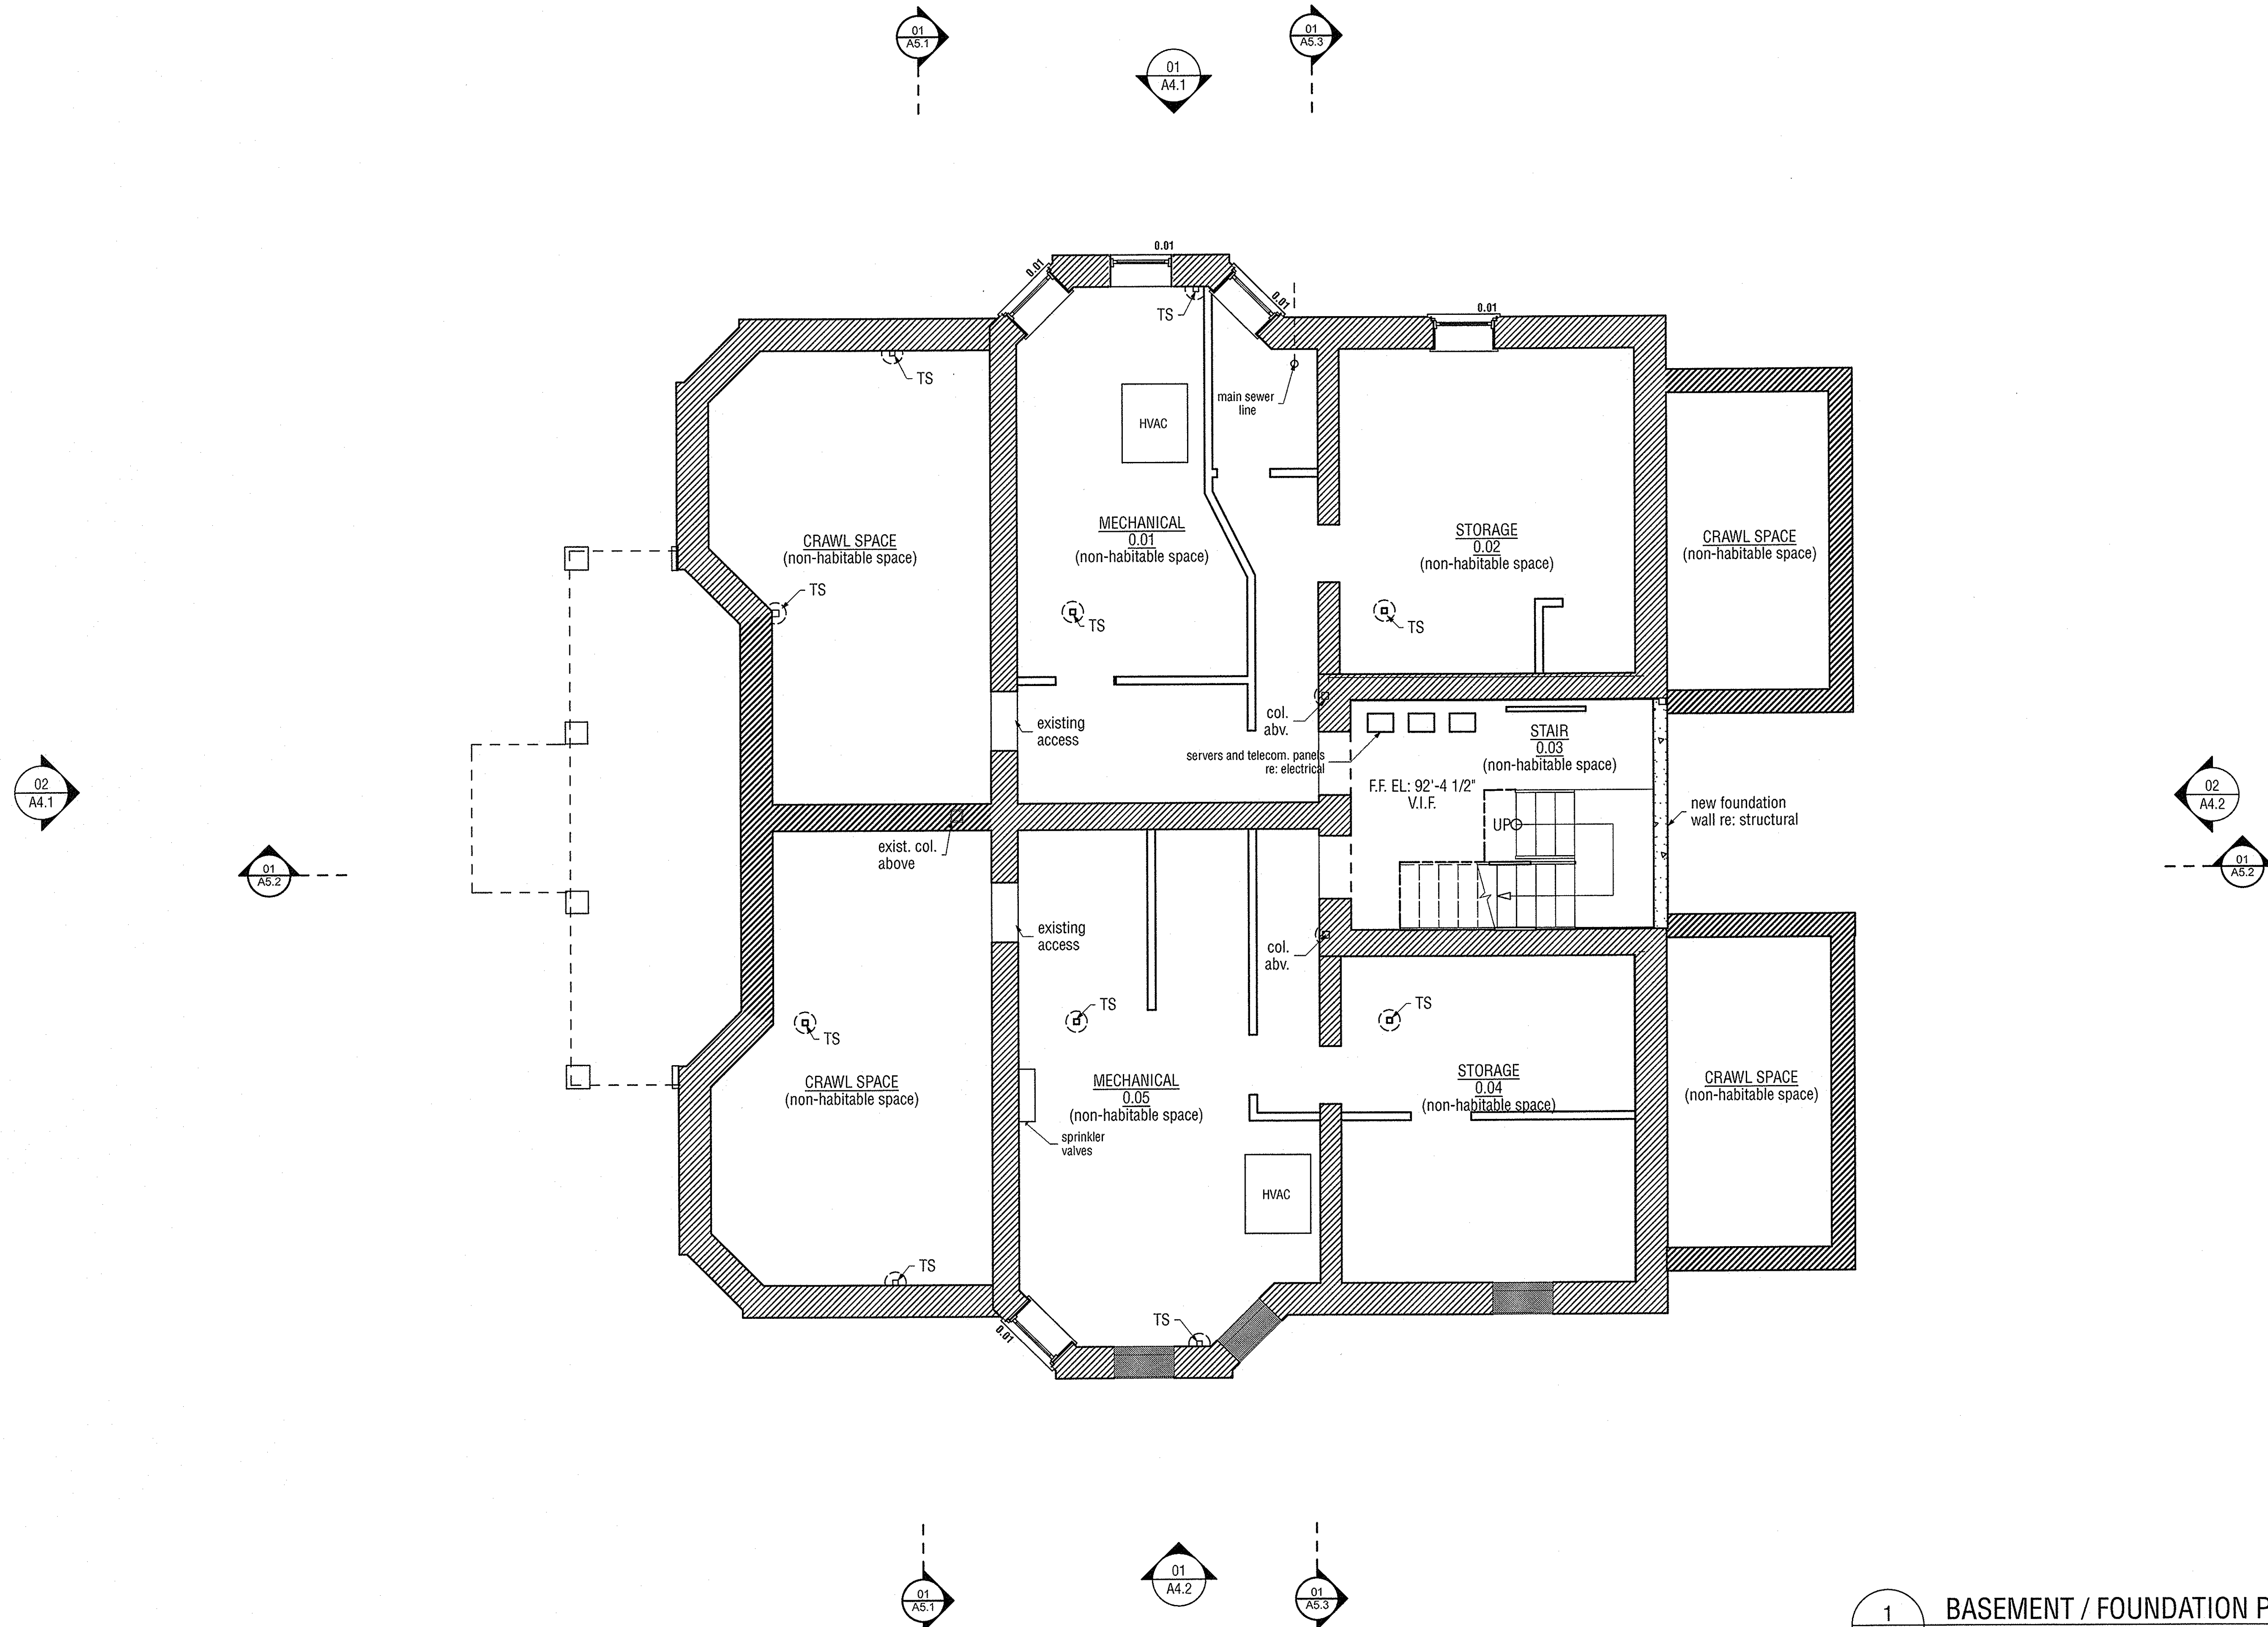 01
A5.1
01
A5.3
01
A4.1
0.01
0.01
0.01
0.01
TS
TS
main sewer
line
HVAC
MECHANICAL
0.01
(non-habitable space)
STORAGE
0.02
(non-habitable space)
CRAWL SPACE
(non-habitable space)
CRAWL SPACE
(non-habitable space)
TS
TS
TS
existing
access
col.
abv.
servers and telecom. panels
re: electrical
STAIR
0.03
(non-habitable space)
F.F. EL: 92'-4 1/2"
V.I.F.
UP
new foundation
wall re: structural
02
A4.1
02
A4.2
01
A5.2
01
A5.2
exist. col.
above
existing
access
col.
abv.
TS
TS
TS
CRAWL SPACE
(non-habitable space)
MECHANICAL
0.05
(non-habitable space)
STORAGE
0.04
(non-habitable space)
CRAWL SPACE
(non-habitable space)
sprinkler
valves
HVAC
TS
TS
0.01
01
A5.1
01
A4.2
01
A5.3
1
BASEMENT / FOUNDATION P